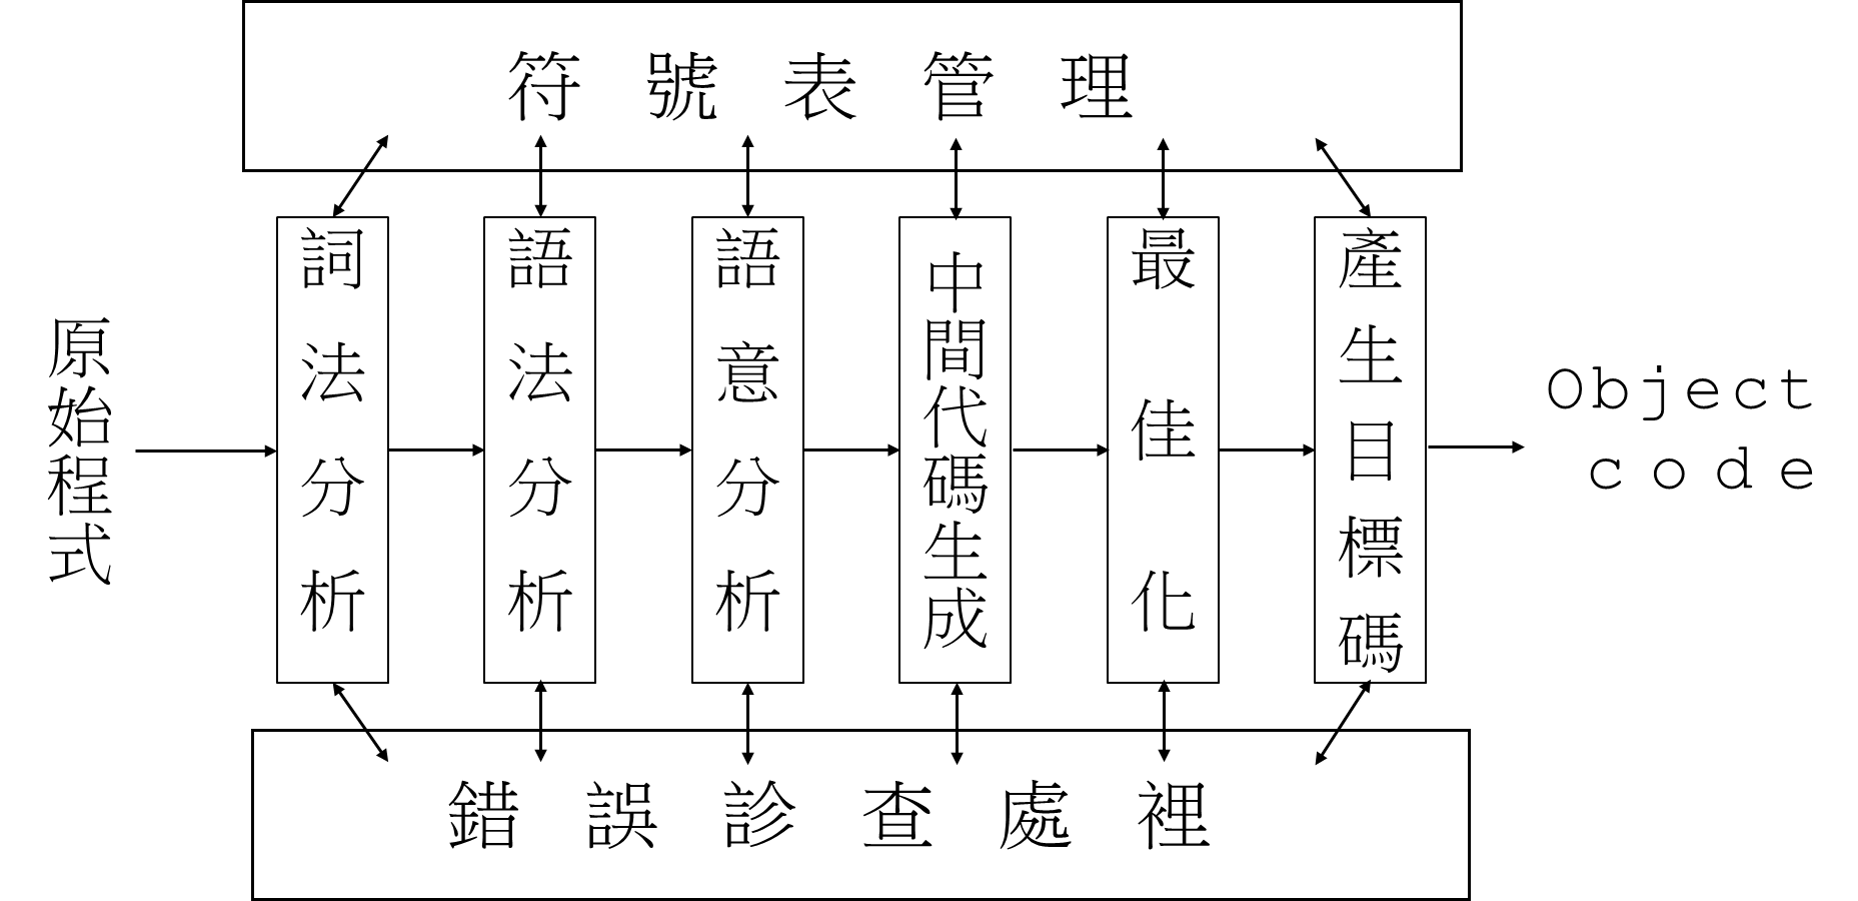 符號表管理
原始程式
詞法分析
語法分析
語意分析
中間代碼生成
最佳化
產生目標碼
Object
code
錯誤診查處裡